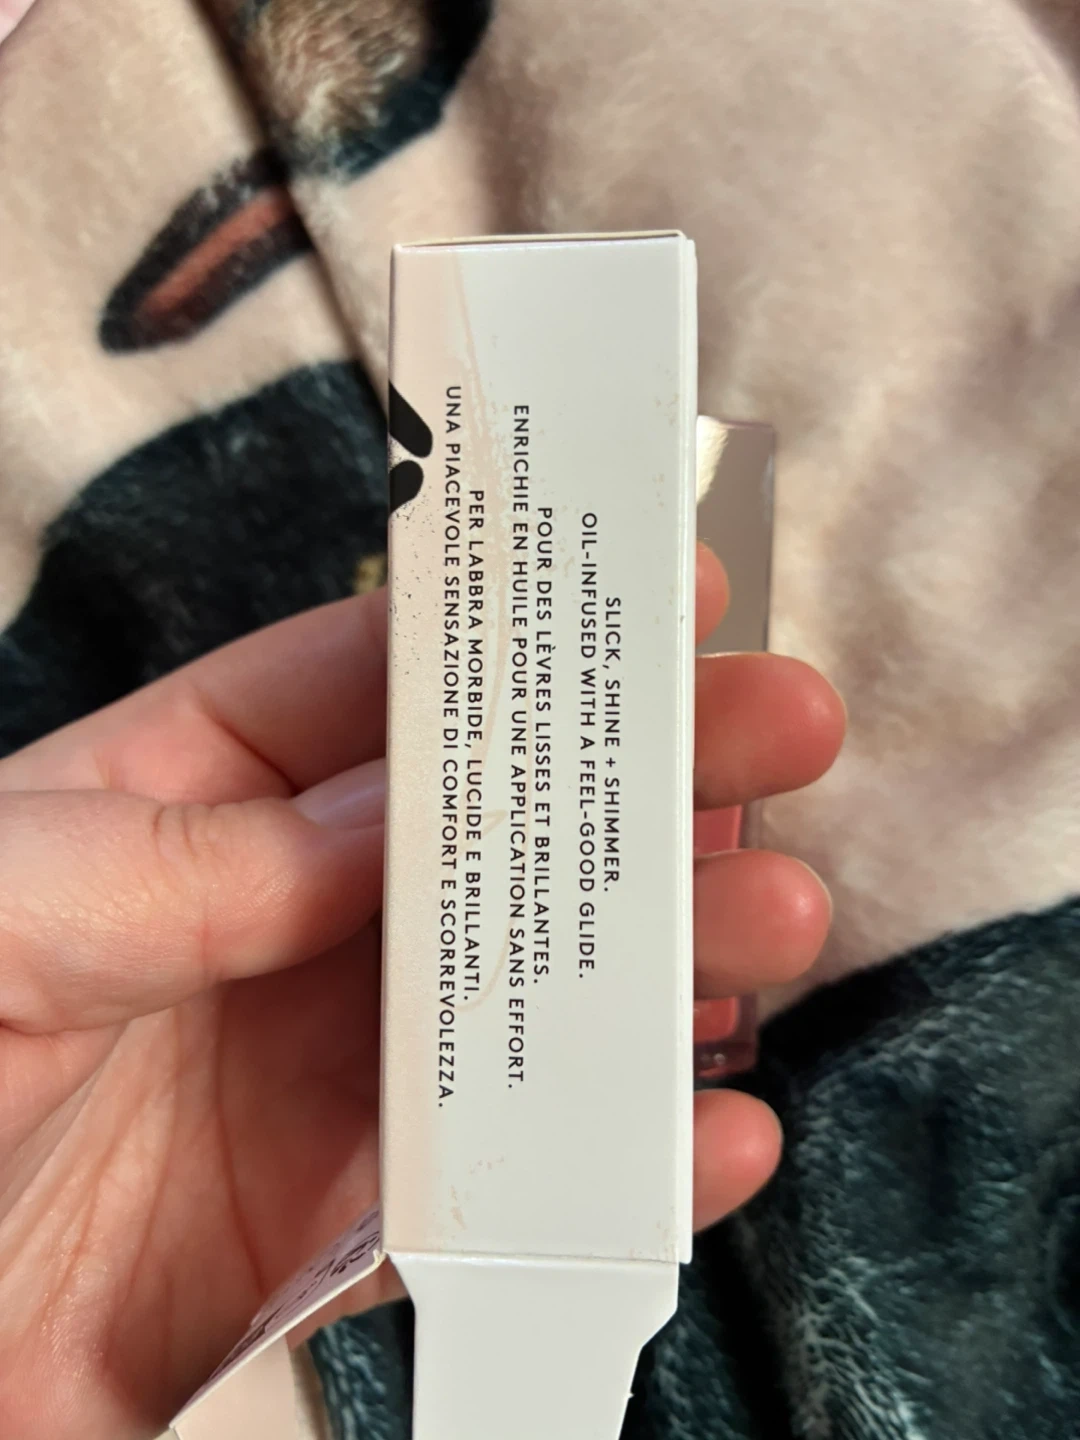 SLICK, SHINE + SHIMMER.
OIL-INFUSED WITH A FEEL-GOOD GLIDE.
POUR DES LÈVRES LISSES ET BRILLANTES.
ENRICHIE EN HUILE POUR UNE APPLICATION SANS EFFORT.
PER LABBRA MORBIDE, LUCIDE E BRILLANTI.
UNA PIACEVOLE SENSAZIONE DI COMFORT E SCORREVOLEZZA.